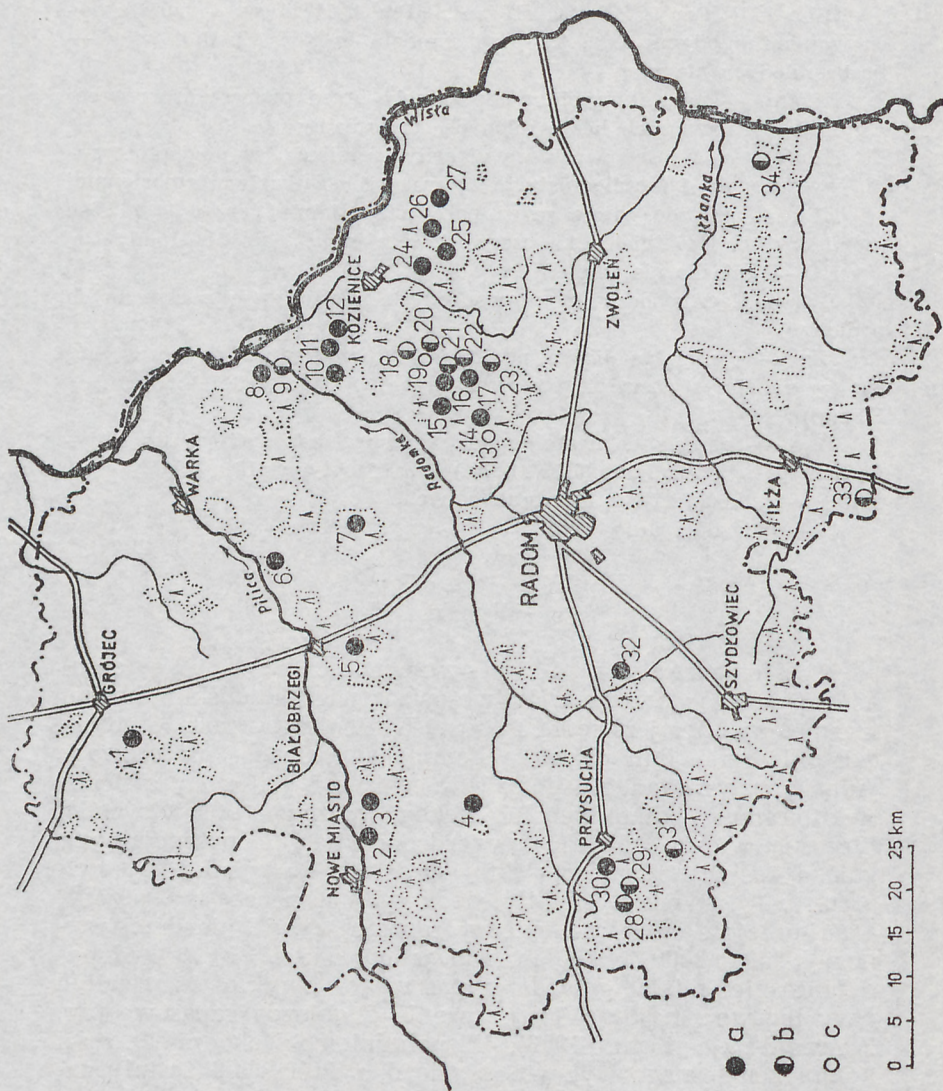 Wisła
GRÓJEC
WARKA
Pilica
1
6
8
9
10
11
12
KOZIENICE
24
26
27
25
BIAŁOBRZEGI
5
7
Radomka
18
20
19
21
22
15
16
17
14
13
23
NOWE MIASTO
2
3
4
RADOM
ZWOLEŃ
Iłżanka
34
PRZYSUCHA
32
30
29
28
31
SZYDŁOWIEC
IŁŻA
33
a
b
c
0 5 10 15 20 25 km